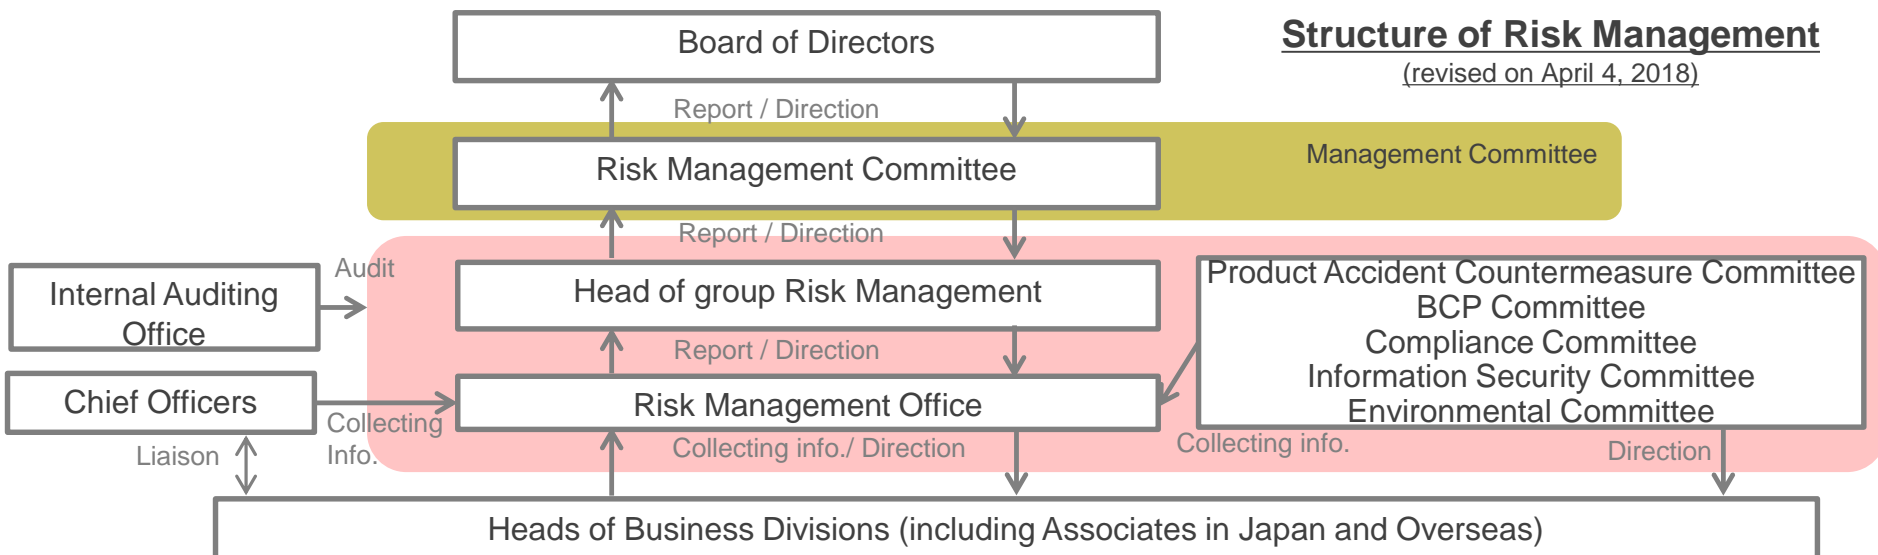 Structure of Risk Management
(revised on April 4, 2018)
Board of Directors
Report / Direction
Management Committee
Risk Management Committee
Report / Direction
Internal Auditing
Office
Audit
Head of group Risk Management
Product Accident Countermeasure Committee
BCP Committee
Compliance Committee
Information Security Committee
Environmental Committee
Report / Direction
Chief Officers
Collecting
Info.
Risk Management Office
Liaison
Collecting info./ Direction
Collecting info.
Direction
Heads of Business Divisions (including Associates in Japan and Overseas)